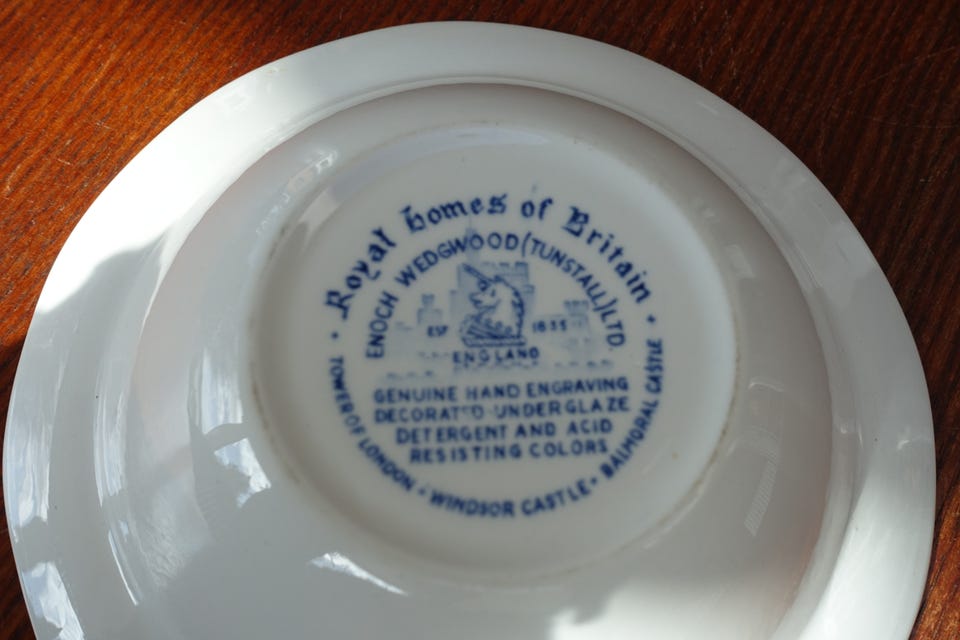 Royal Homes of Britain
ENOCH WEDGWOOD (TUNSTALL) LTD.
EST 1835
ENGLAND
GENUINE HAND ENGRAVING
DECORATED UNDERGLAZE
DETERGENT AND ACID
RESISTING COLORS
TOWER OF LONDON • WINDSOR CASTLE • BALMORAL CASTLE